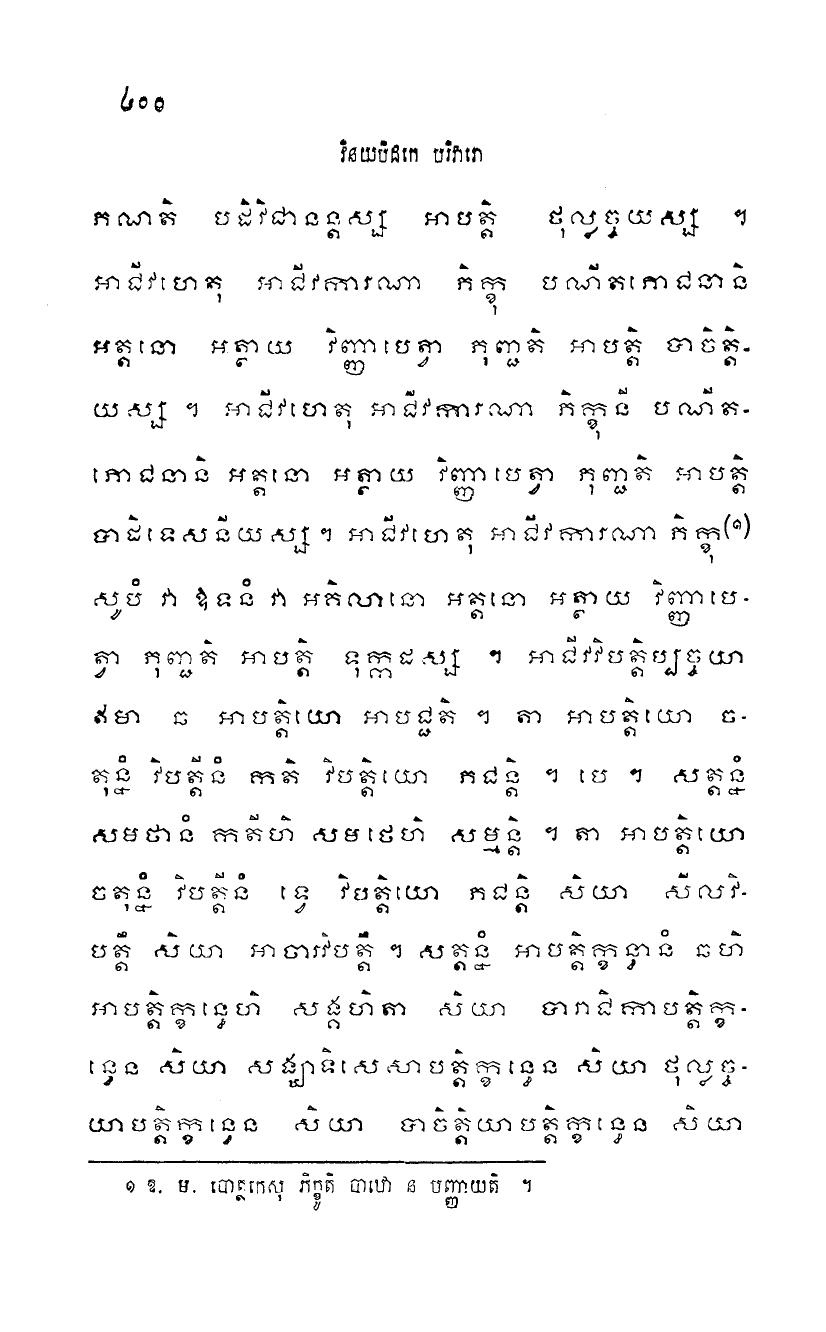 ៤០០
វិនយបិដកេ បរិវារោ
ភណតិ បដិវិជានន្តស្ស អាបត្តិ ថុល្លច្ចយស្ស ។
អាជីវហេតុ អាជីវការណា ភិក្ខុ បណីតភោជនានិ
អត្តនោ អត្ថាយ វិញ្ញាបេត្វា ភុញ្ជតិ អាបត្តិ បាចិត្តិ-
យស្ស ។ អាជីវហេតុ អាជីវការណា ភិក្ខុនី បណីត-
ភោជនានិ អត្តនោ អត្ថាយ វិញ្ញាបេត្វា ភុញ្ជតិ អាបត្តិ
បាដិទេសនីយស្ស ។ អាជីវហេតុ អាជីវការណា ភិក្ខុ(១)
សូបំ វា ឱទនំ វា អគិលានោ អត្តនោ អត្ថាយ វិញ្ញាបេ-
ត្វា ភុញ្ជតិ អាបត្តិ ទុក្កដស្ស ។ អាជីវវិបត្តិប្បច្ចយា
ឥមា ឆ អាបត្តិយោ អាបជ្ជតិ ។ តា អាបត្តិយោ ច-
តុន្នំ វិបត្តីនំ កតិ វិបត្តិយោ ភជន្តិ ។ បេ ។ សត្តន្នំ
សមថានំ កតីហិ សមថេហិ សម្មន្តិ ។ តា អាបត្តិយោ
ចតុន្នំ វិបត្តីនំ ទ្វេ វិបត្តិយោ ភជន្តិ សិយា សីលវិ-
បត្តឹ សិយា អាចារវិបត្តឹ ។ សត្តន្នំ អាបត្តិក្ខន្ធានំ ឆហិ
អាបត្តិក្ខន្ធេហិ សង្គហិតា សិយា បារាជិកាបត្តិក្ខ-
ន្ធេន សិយា សង្ឃាទិសេសាបត្តិក្ខន្ធេន សិយា ថុល្លច្ច-
យាបត្តិក្ខន្ធេន សិយា បាចិត្តិយាបត្តិក្ខន្ធេន សិយា
១ ឱ. ម. បោត្ថកេសុ ភិក្ខូតិ បាឋោ ន បញ្ញាយតិ ។